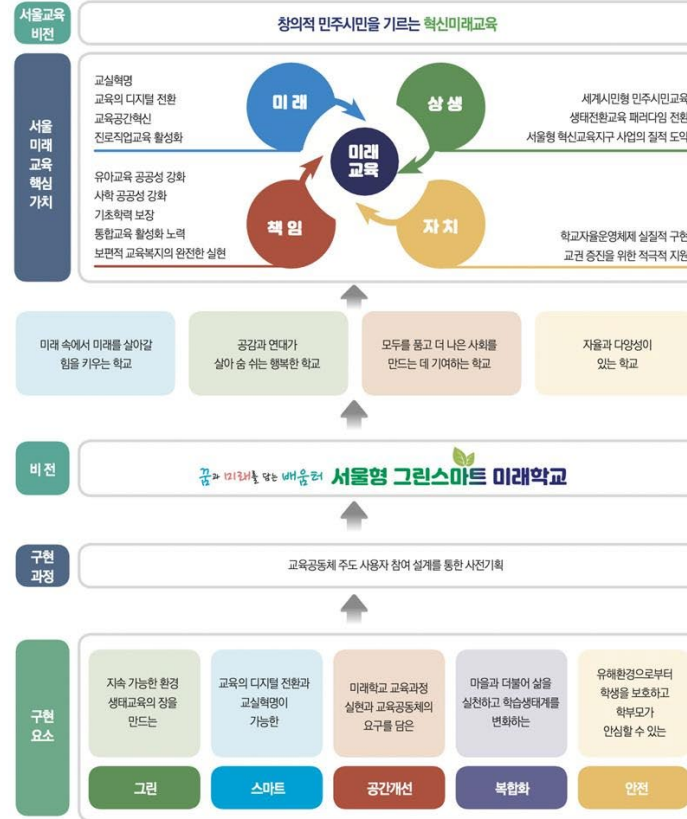 서울교육
비전
창의적 민주시민을 기르는 혁신미래교육
서울
미래
교육
핵심
가치
교실혁명
교육의 디지털 전환
교육공간혁신
진로직업교육 활성화
미래
상생
세계시민형 민주시민교육
생태전환교육 패러다임 전환
서울형 혁신교육지구 사업의 질적 도약
미래
교육
유아교육 공공성 강화
사학 공공성 강화
기초학력 보장
통합교육 활성화 노력
보편적 교육복지의 완전한 실현
책임
자치
학교자율운영체제 실질적 구현
교권 증진을 위한 적극적 지원
미래 속에서 미래를 살아갈
힘을 키우는 학교
공감과 연대가
살아 숨 쉬는 행복한 학교
모두를 품고 더 나은 사회를
만드는 데 기여하는 학교
자율과 다양성이
있는 학교
비전
꿈과 미래를 담는 배움터 서울형 그린스마트 미래학교
구현
과정
교육공동체 주도 사용자 참여 설계를 통한 사전기획
구현
요소
지속 가능한 환경
생태교육의 장을
만드는
그린
교육의 디지털 전환과
교실혁명이
가능한
스마트
미래학교 교육과정
실현과 교육공동체의
요구를 담은
공간개선
마을과 더불어 삶을
실천하고 학습생태계를
변화하는
복합화
유해환경으로부터
학생을 보호하고
학부모가
안심할 수 있는
안전